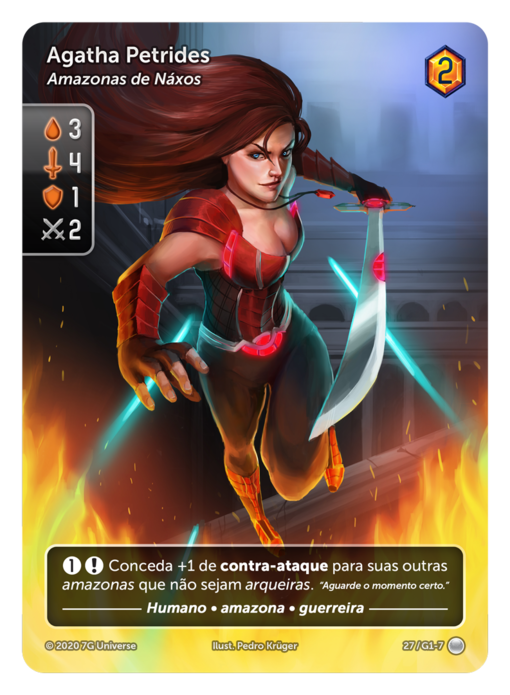 Agatha Petrides
Amazonas de Náxos
2
3
4
1
2
1 ! Conceda +1 de contra-ataque para suas outras
amazonas que não sejam arqueiras. "Aguarde o momento certo."
Humano • amazona • guerreira
© 2020 7G Universe
Ilust. Pedro Krüger
27/G1-7